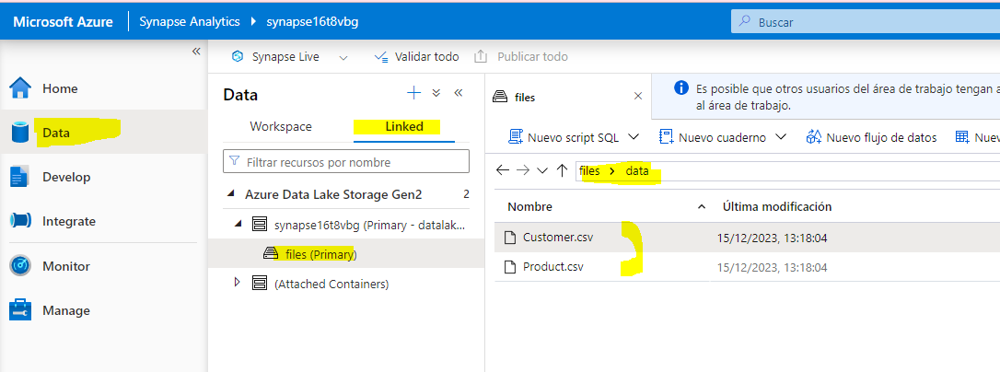 Microsoft Azure Synapse Analytics synapse16t8vbg Buscar
Synapse Live Validar todo Publicar todo
Home
Data
Develop
Integrate
Monitor
Manage
Data
Workspace Linked
Filtrar recursos por nombre
Azure Data Lake Storage Gen2 2
synapse16t8vbg (Primary - datalak...
files (Primary)
(Attached Containers)
files
Es posible que otros usuarios del área de trabajo tengan a
al área de trabajo.
Nuevo script SQL Nuevo cuaderno Nuevo flujo de datos Nue
files > data
Nombre Última modificación
Customer.csv 15/12/2023, 13:18:04
Product.csv 15/12/2023, 13:18:04